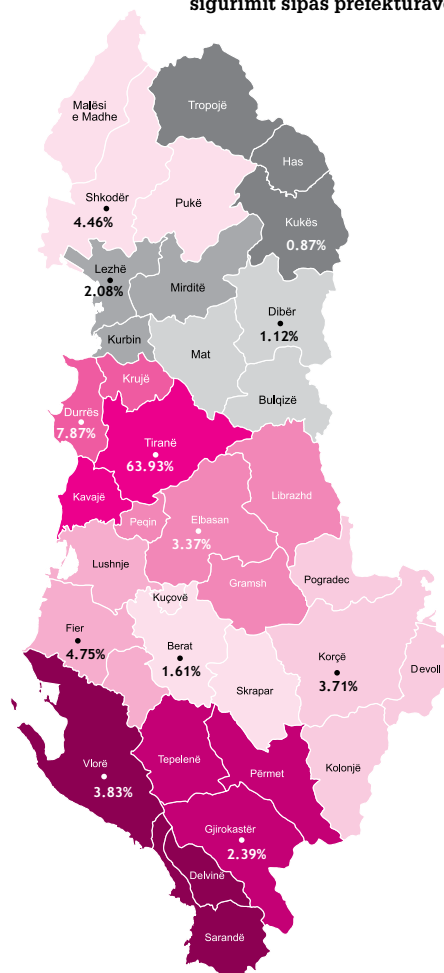 sigurimit sipas prefekturave
Malësi
e Madhe
Tropojë
Has
Shkodër
4.46%
Pukë
Kukës
0.87%
Lezhë
2.08%
Mirditë
Dibër
1.12%
Kurbin
Mat
Krujë
Bulqizë
Durrës
7.87%
Tiranë
63.93%
Kavajë
Librazhd
Peqin
Elbasan
3.37%
Lushnje
Gramsh
Pogradec
Kuçovë
Fier
4.75%
Berat
1.61%
Korçë
3.71%
Devoll
Skrapar
Vlorë
3.83%
Tepelenë
Përmet
Kolonjë
Gjirokastër
2.39%
Delvinë
Sarandë